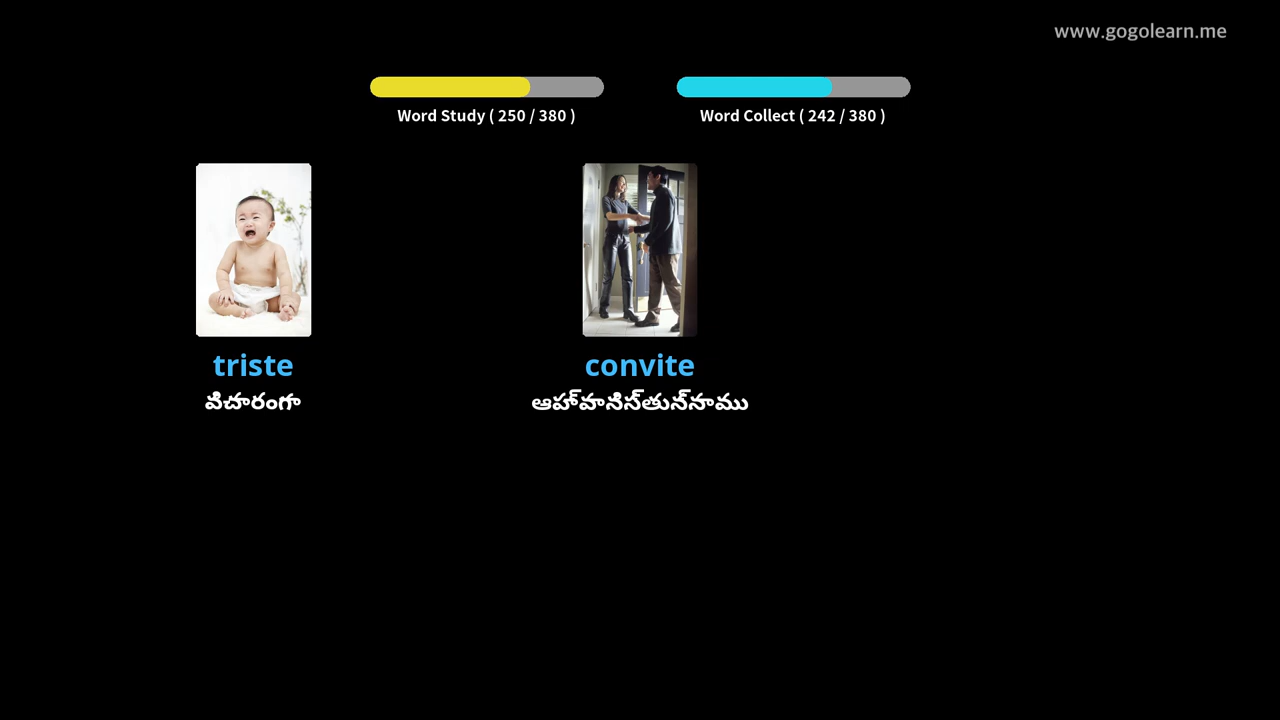 www.gogolearn.me
Word Study ( 250 / 380 )
Word Collect ( 242 / 380 )
triste
convite
విచారంగా
ఆహ్వానిస్తున్నాము